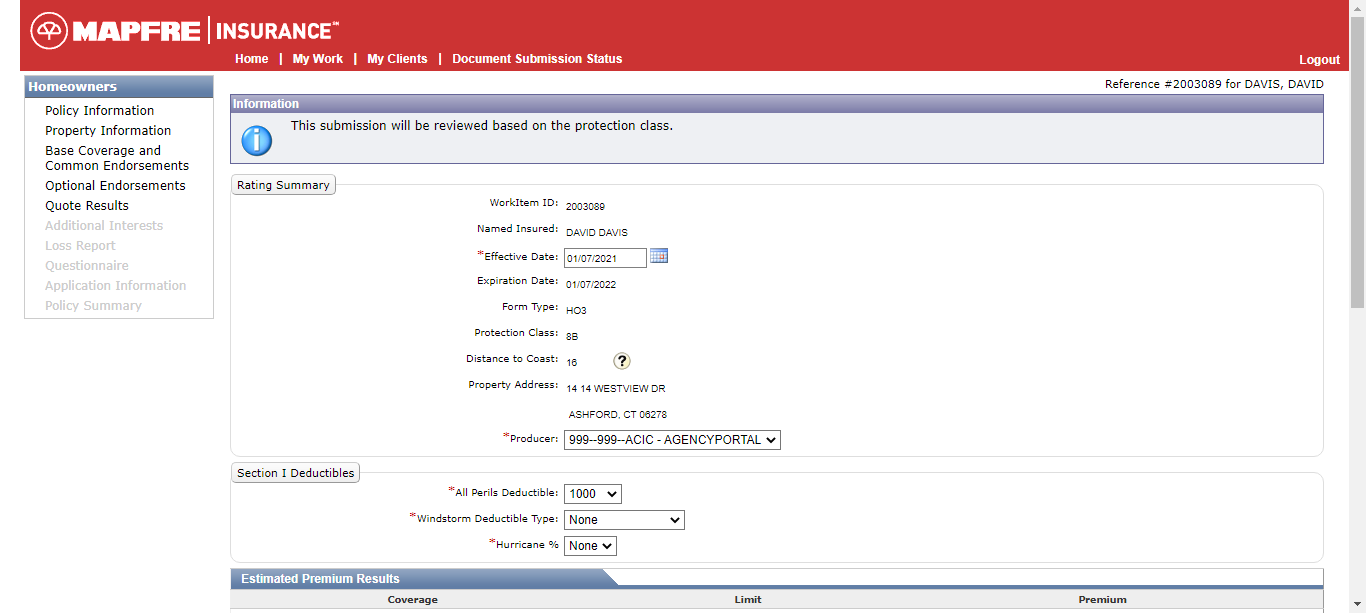 MAPFRE | INSURANCE℠
Home | My Work | My Clients | Document Submission Status
Logout
Reference #2003089 for DAVIS, DAVID
Homeowners
Policy Information
Property Information
Base Coverage and
Common Endorsements
Optional Endorsements
Quote Results
Additional Interests
Loss Report
Questionnaire
Application Information
Policy Summary
Information
This submission will be reviewed based on the protection class.
Rating Summary
WorkItem ID: 2003089
Named Insured: DAVID DAVIS
*Effective Date: 01/07/2021
Expiration Date: 01/07/2022
Form Type: HO3
Protection Class: 8B
Distance to Coast: 16 ?
Property Address: 14 14 WESTVIEW DR
ASHFORD, CT 06278
*Producer: 999--999--ACIC - AGENCYPORTAL
Section I Deductibles
*All Perils Deductible: 1000
*Windstorm Deductible Type: None
*Hurricane % None
Estimated Premium Results
Coverage Limit Premium